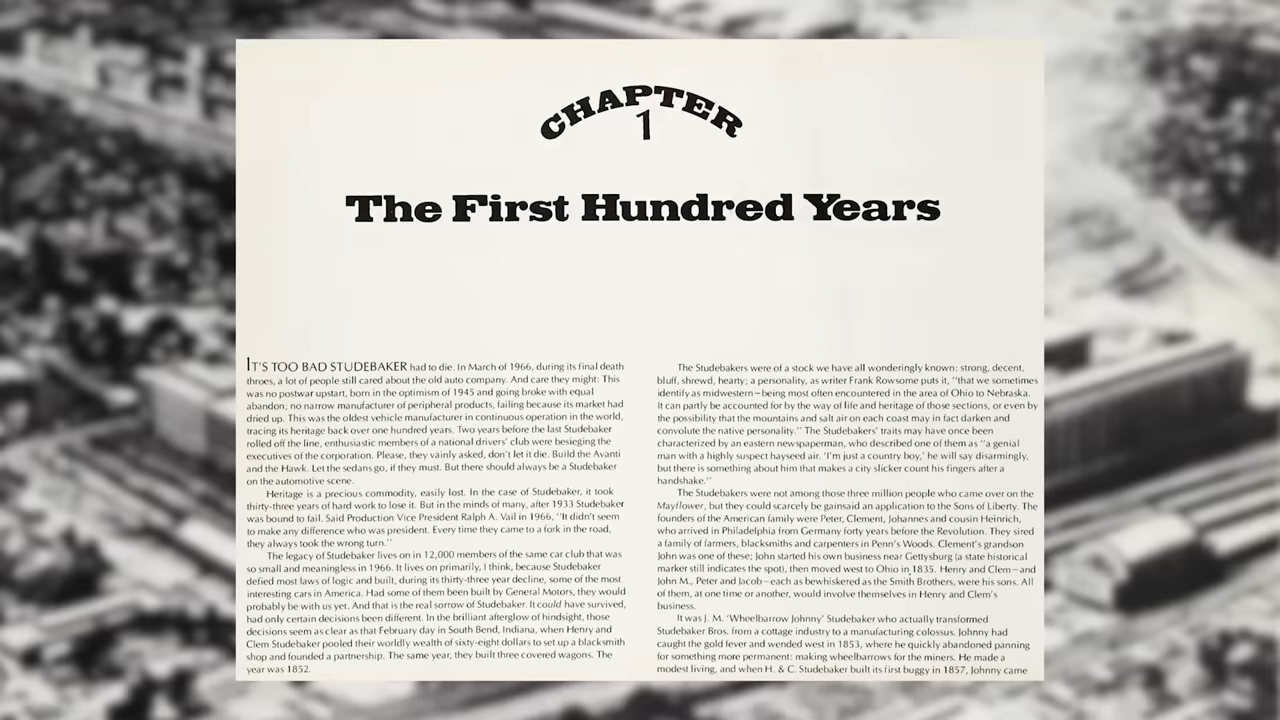 CHAPTER
1
The First Hundred Years
IT'S TOO BAD STUDEBAKER had to die. In March of 1966, during its final death
throes, a lot of people still cared about the old auto company. And care they might: This
was no postwar upstart, born in the optimism of 1945 and going broke with equal
abandon; no narrow manufacturer of peripheral products, failing because its market had
dried up. This was the oldest vehicle manufacturer in continuous operation in the world,
tracing its heritage back over one hundred years. Two years before the last Studebaker
rolled off the line, enthusiastic members of a national drivers' club were besieging the
executives of the corporation. Please, they vainly asked, don't let it die. Build the Avanti
and the Hawk. Let the sedans go, if they must. But there should always be a Studebaker
on the automotive scene.
Heritage is a precious commodity, easily lost. In the case of Studebaker, it took
thirty-three years of hard work to lose it. But in the minds of many, after 1933 Studebaker
was bound to fail. Said Production Vice President Ralph A. Vail in 1966, "It didn't seem
to make any difference who was president. Every time they came to a fork in the road,
they always took the wrong turn."
The legacy of Studebaker lives on in 12,000 members of the same car club that was
so small and meaningless in 1966. It lives on primarily, I think, because Studebaker
defied most laws of logic and built, during its thirty-three year decline, some of the most
interesting cars in America. Had some of them been built by General Motors, they would
probably be with us yet. And that is the real sorrow of Studebaker. It could have survived,
had only certain decisions been different. In the brilliant afterglow of hindsight, those
decisions seem as clear as that February day in South Bend, Indiana, when Henry and
Clem Studebaker pooled their worldly wealth of sixty-eight dollars to set up a blacksmith
shop and founded a partnership. The same year, they built three covered wagons. The
year was 1852.
The Studebakers were of a stock we have all wonderingly known: strong, decent,
bluff, shrewd, hearty; a personality, as writer Frank Rowsome puts it, "that we sometimes
identify as midwestern–being most often encountered in the area of Ohio to Nebraska.
It can partly be accounted for by the way of life and heritage of those sections, or even by
the possibility that the mountains and salt air on each coast may in fact darken and
convolute the native personality." The Studebakers' traits may have once been
characterized by an eastern newspaperman, who described one of them as "a genial
man with a highly suspect hayseed air. 'I'm just a country boy,' he will say disarmingly,
but there is something about him that makes a city slicker count his fingers after a
handshake."
The Studebakers were not among those three million people who came over on the
Mayflower, but they could scarcely be gainsaid an application to the Sons of Liberty. The
founders of the American family were Peter, Clement, Johannes and cousin Heinrich,
who arrived in Philadelphia from Germany forty years before the Revolution. They sired
a family of farmers, blacksmiths and carpenters in Penn's Woods. Clement's grandson
John was one of these; John started his own business near Gettysburg (a state historical
marker still indicates the spot), then moved west to Ohio in 1835. Henry and Clem–and
John M., Peter and Jacob–each as bewhiskered as the Smith Brothers, were his sons. All
of them, at one time or another, would involve themselves in Henry and Clem's
business.
It was J. M. 'Wheelbarrow Johnny' Studebaker who actually transformed
Studebaker Bros. from a cottage industry to a manufacturing colossus. Johnny had
caught the gold fever and wended west in 1853, where he quickly abandoned panning
for something more permanent: making wheelbarrows for the miners. He made a
modest living, and when H. & C. Studebaker built its first buggy in 1857, Johnny came